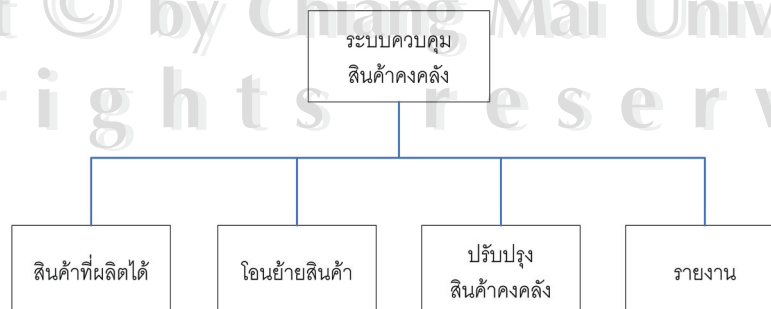 © by Chiang Mai Univ
ระบบควบคุม
สินค้าคงคลัง
rights reserv
สินค้าที่ผลิตได้
โอนย้ายสินค้า
ปรับปรุง
สินค้าคงคลัง
รายงาน